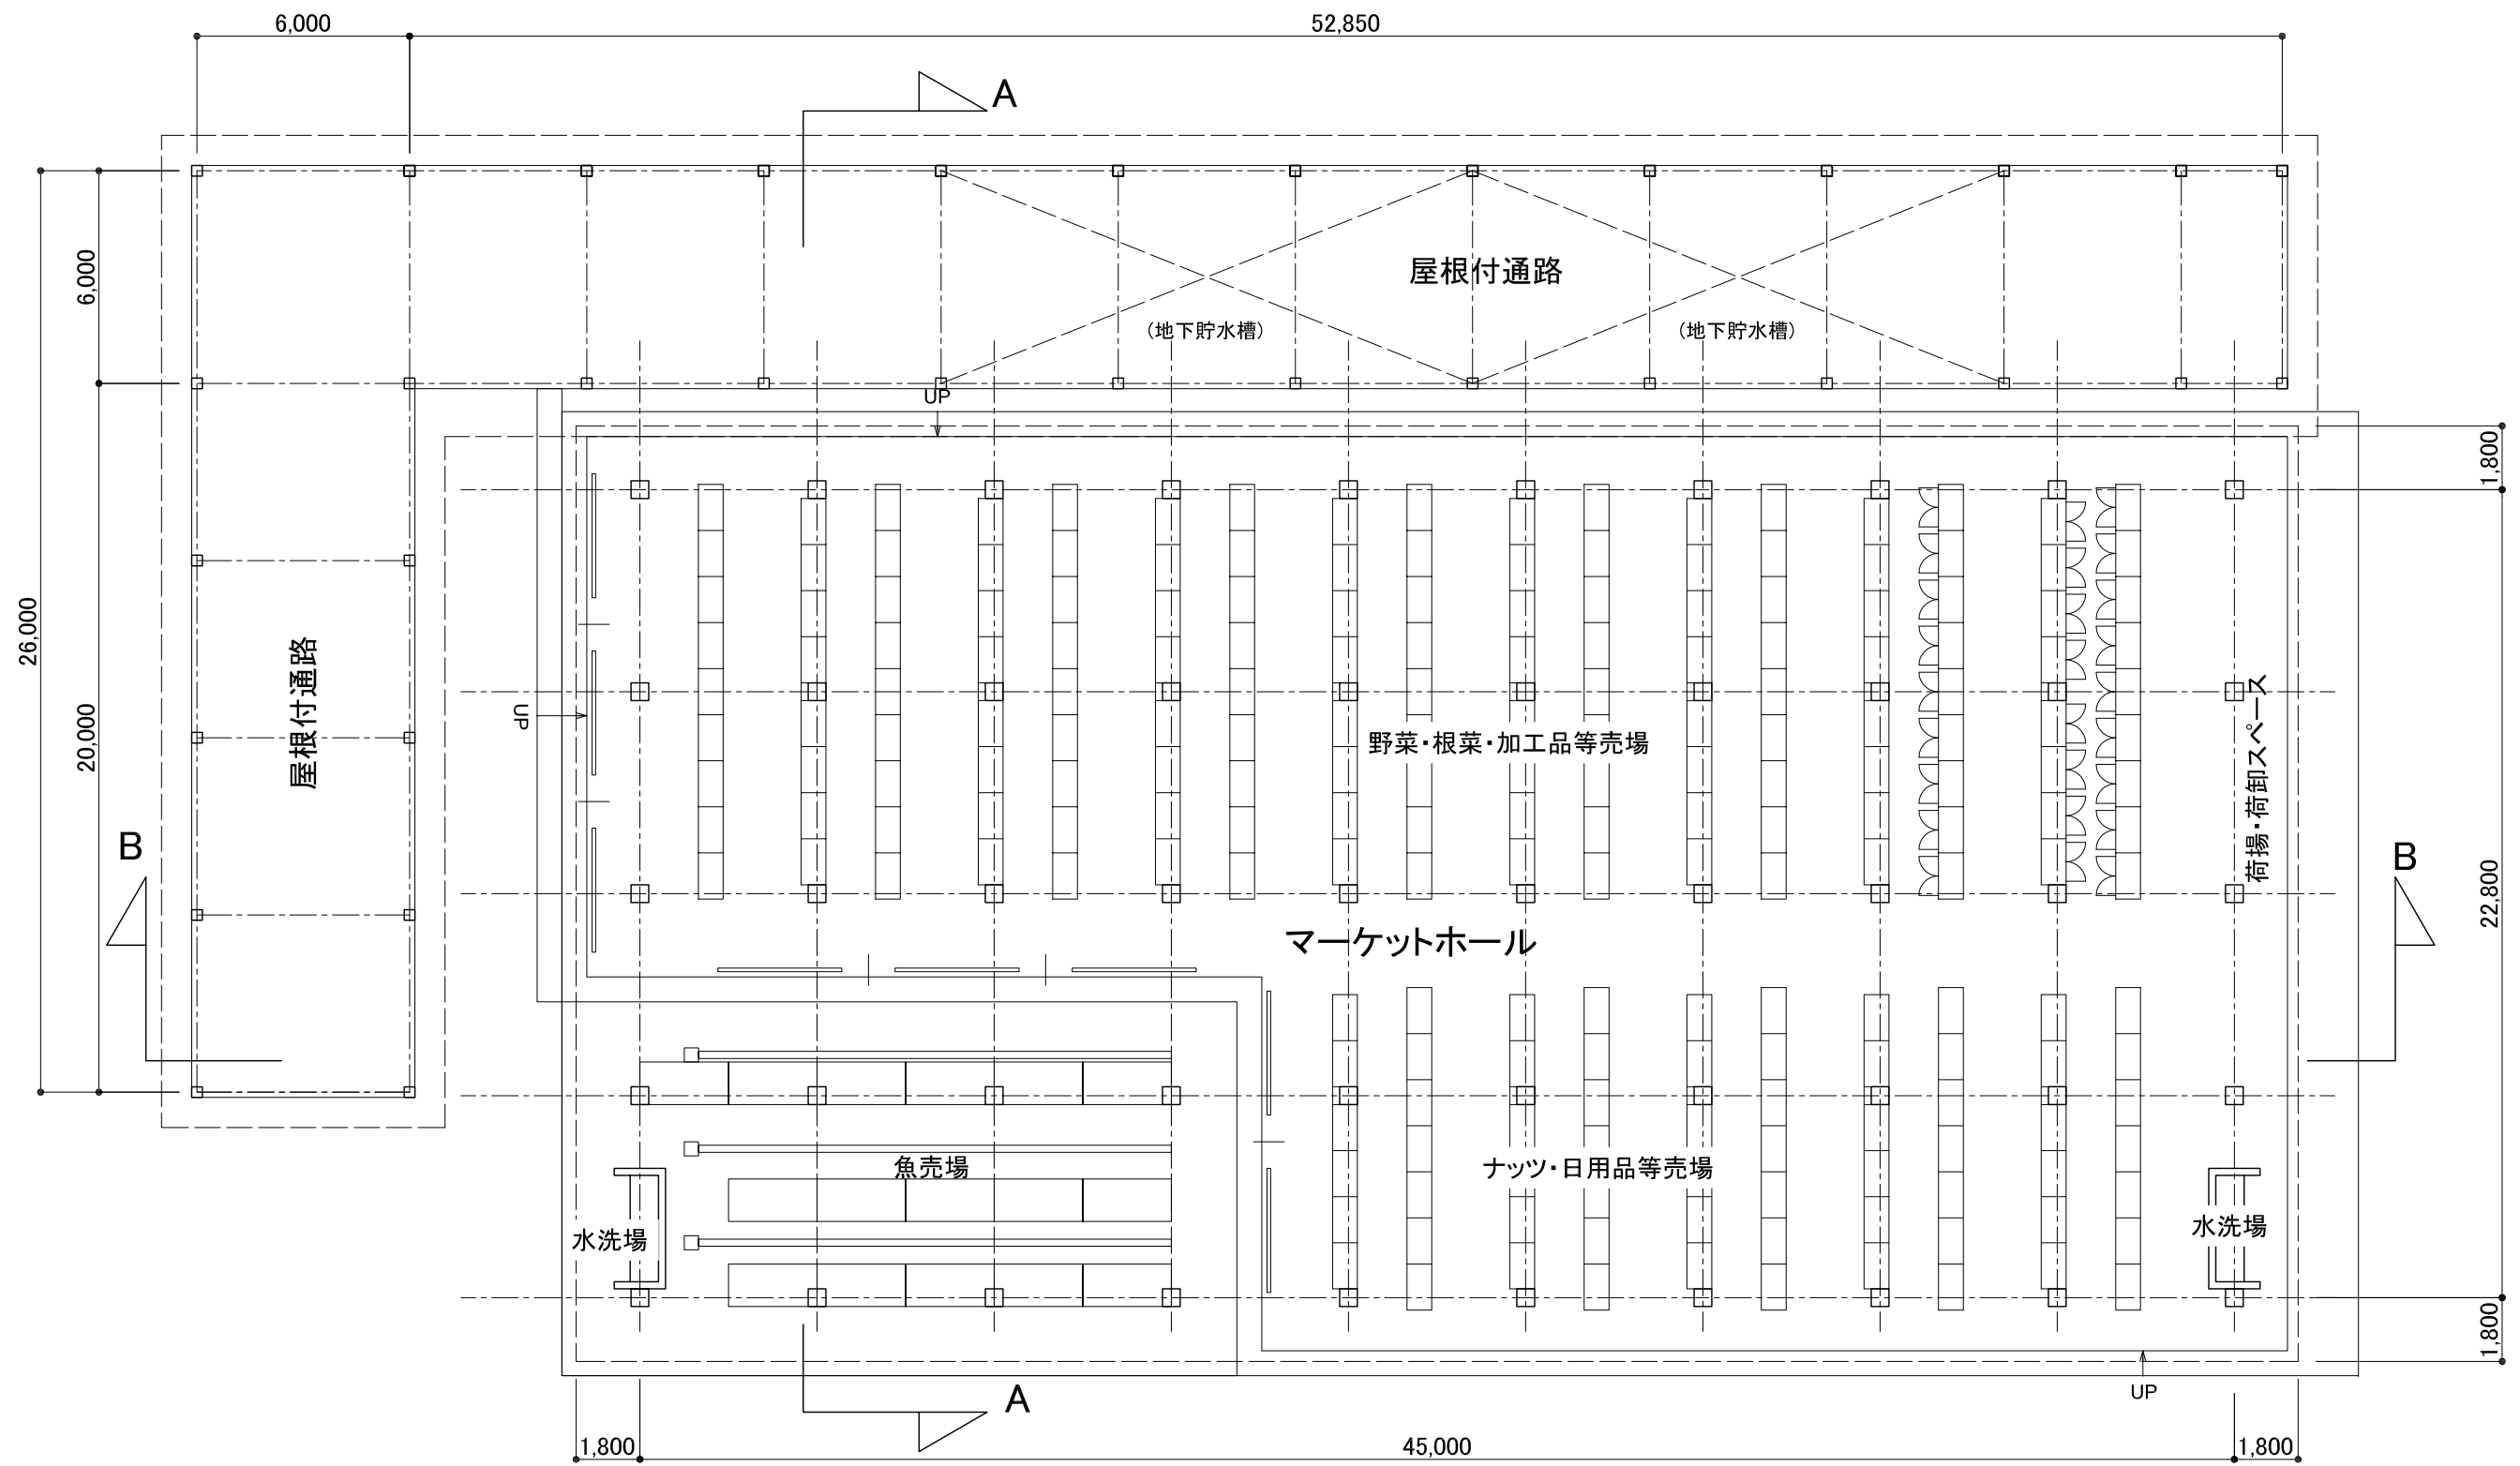 6,000
52,850
A
6,000
屋根付通路
(地下貯水槽)
(地下貯水槽)
UP
1,800
26,000
20,000
屋根付通路
UP
野菜・根菜・加工品等売場
荷揚・荷卸スペース
B
B
22,800
マーケットホール
魚売場
ナッツ・日用品等売場
水洗場
水洗場
1,800
UP
A
1,800
45,000
1,800